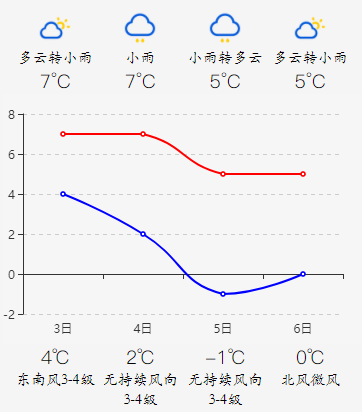 多云转小雨 小雨 小雨转多云 多云转小雨
7℃ 7℃ 5℃ 5℃
8
6
4
2
0
-2
3日 4日 5日 6日
4℃ 2℃ -1℃ 0℃
东南风3-4级 无持续风向 无持续风向 北风微风
3-4级 3-4级